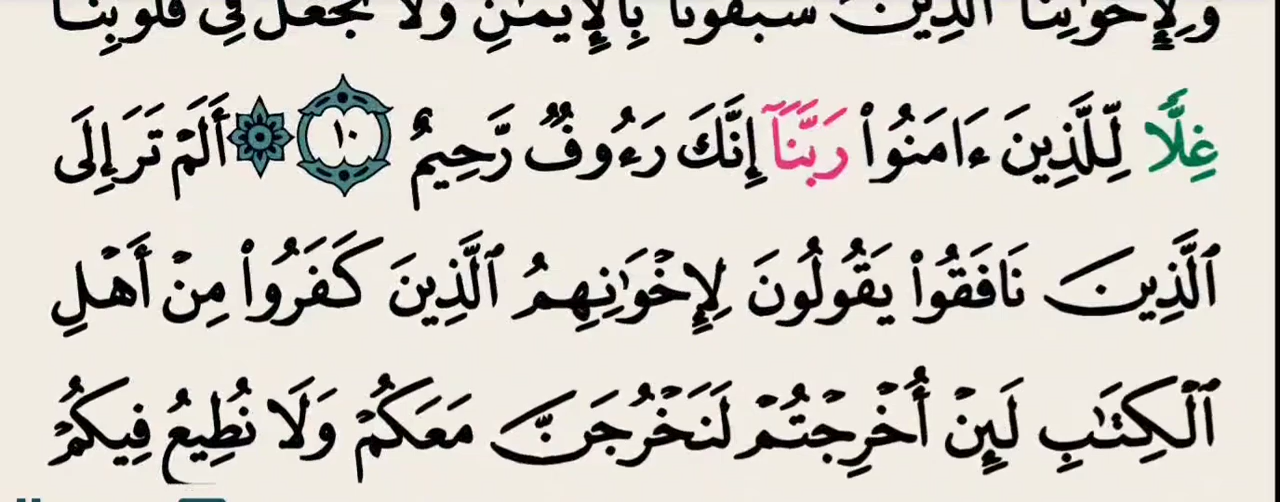 وَلِإِخْوَٰنِنَا ٱلَّذِينَ سَبَقُونَا بِٱلْإِيمَـٰنِ وَلَا تَجْعَلْ فِى قُلُوبِنَا
غِلًّا لِّلَّذِينَ ءَامَنُوا۟ رَبَّنَآ إِنَّكَ رَءُوفٌ رَّحِيمٌ ١٠ ۞ أَلَمْ تَرَ إِلَى
ٱلَّذِينَ نَافَقُوا۟ يَقُولُونَ لِإِخْوَٰنِهِمُ ٱلَّذِينَ كَفَرُوا۟ مِنْ أَهْلِ
ٱلْكِتَـٰبِ لَئِنْ أُخْرِجْتُمْ لَنَخْرُجَنَّ مَعَكُمْ وَلَا نُطِيعُ فِيكُمْ